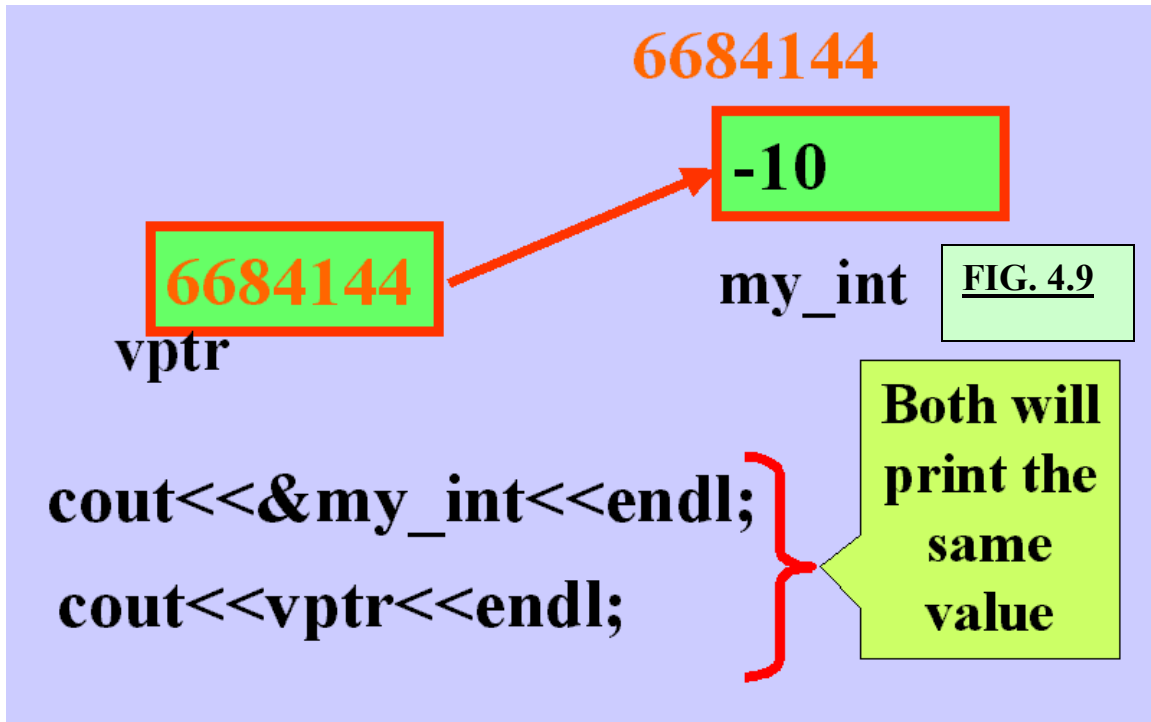 6684144
-10
6684144
my_int
FIG. 4.9
vptr
cout<<&my_int<<endl;
cout<<vptr<<endl;
Both will
print the
same
value